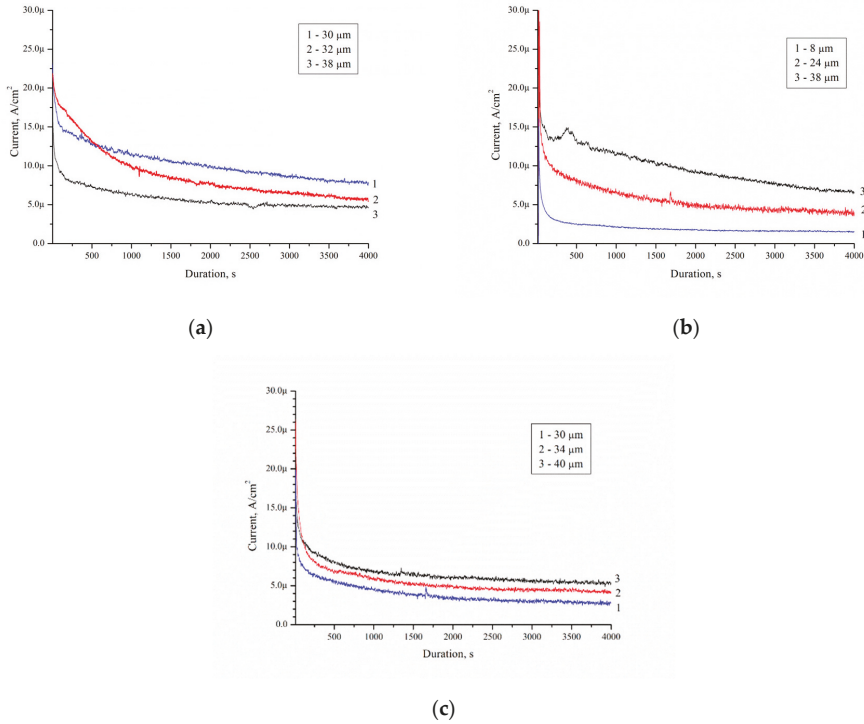 30.0μ
25.0μ
20.0μ
15.0μ
10.0μ
5.0μ
0.0
Current, A/cm²
1 - 30 μm
2 - 32 μm
3 - 38 μm
1
2
3
500 1000 1500 2000 2500 3000 3500 4000
Duration, s
(a)
30.0μ
25.0μ
20.0μ
15.0μ
10.0μ
5.0μ
0.0
Current, A/cm²
1 - 8 μm
2 - 24 μm
3 - 38 μm
3
2
1
500 1000 1500 2000 2500 3000 3500 4000
Duration, s
(b)
30.0μ
25.0μ
20.0μ
15.0μ
10.0μ
5.0μ
0.0
Current, A/cm²
1 - 30 μm
2 - 34 μm
3 - 40 μm
3
2
1
500 1000 1500 2000 2500 3000 3500 4000
Duration, s
(c)